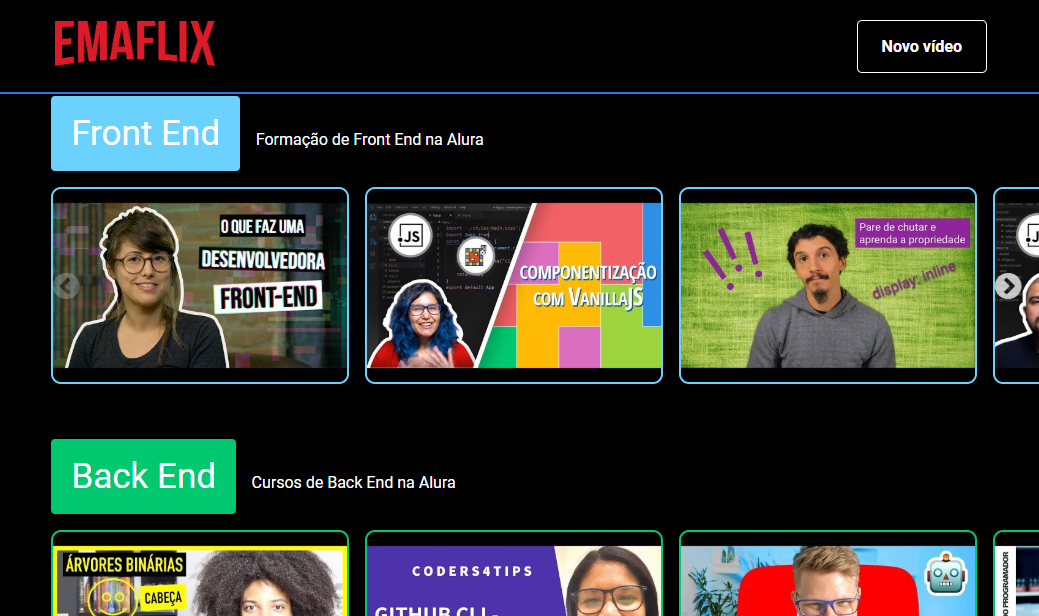 EMAFLIX
Novo vídeo
Front End
Formação de Front End na Alura
O QUE FAZ UMA
DESENVOLVEDORA
FRONT-END
.JS
COMPONENTIZAÇÃO
COM VANILLAJS
Pare de chutar e
aprenda a propriedade
display: inline
Back End
Cursos de Back End na Alura
ÁRVORES BINÁRIAS
CABEÇA
CODERS4TIPS
GITHUB CLI -